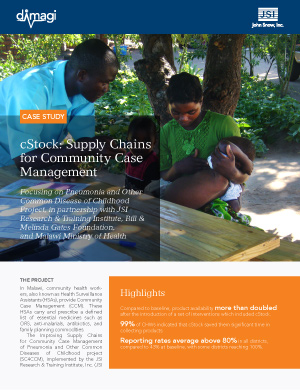 dimagi
JSI
John Snow, Inc.
CASE STUDY
cStock: Supply Chains
for Community Case
Management
Focusing on Pneumonia and Other
Common Disease of Childhood
Project, in partnership with JSI
Research & Training Institute, Bill &
Melinda Gates Foundation,
and Malawi Ministry of Health
THE PROJECT
In Malawi, community health work-
ers, also known as Health Surveillance
Assistants (HSAs), provide Community
Case Management (CCM). These
HSAs carry and prescribe a defined
list of essential medicines such as
ORS, anti-malarials, antibiotics, and
family planning commodities.
The Improving Supply Chains
for Community Case Management
of Pneumonia and Other Common
Diseases of Childhood project
(SC4CCM), implemented by the JSI
Research & Training Institute, Inc. (JSI)
Highlights
Compared to baseline, product availability more than doubled
after the introduction of a set of interventions which included cStock
99% of DHMs indicated that cStock saved them significant time in
collecting products
Reporting rates average above 80% in all districts,
compared to 43% at baseline, with some districts reaching 100%